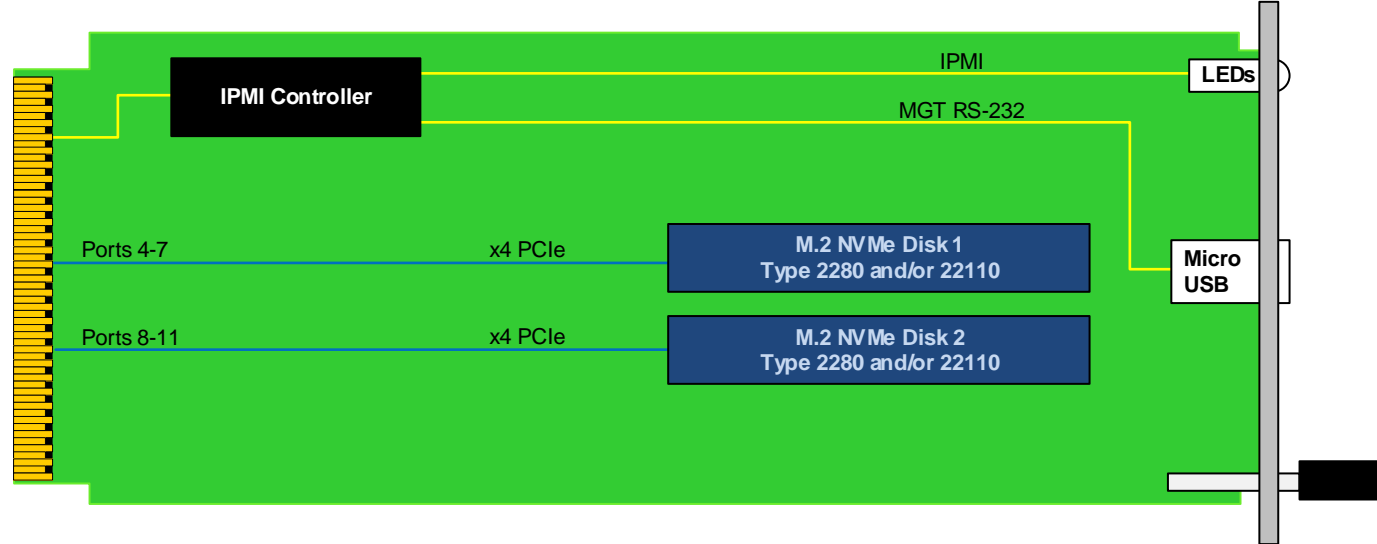 IPMI
LEDs
IPMI Controller
MGT RS-232
Ports 4-7
x4 PCIe
M.2 NVMe Disk 1
Type 2280 and/or 22110
Micro
USB
Ports 8-11
x4 PCIe
M.2 NVMe Disk 2
Type 2280 and/or 22110